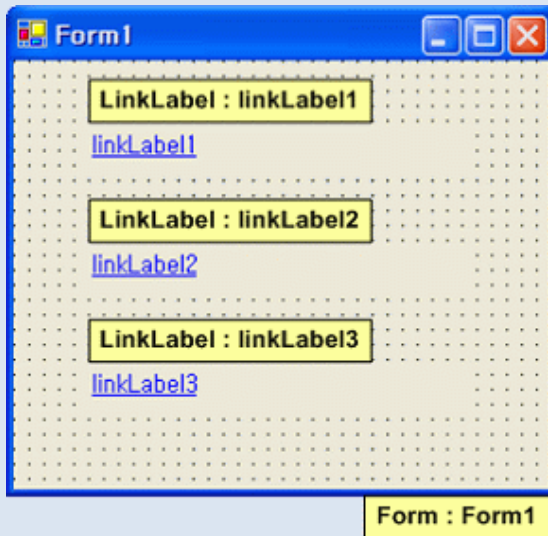 Form1
LinkLabel : linkLabel1
linkLabel1
LinkLabel : linkLabel2
linkLabel2
LinkLabel : linkLabel3
linkLabel3
Form : Form1